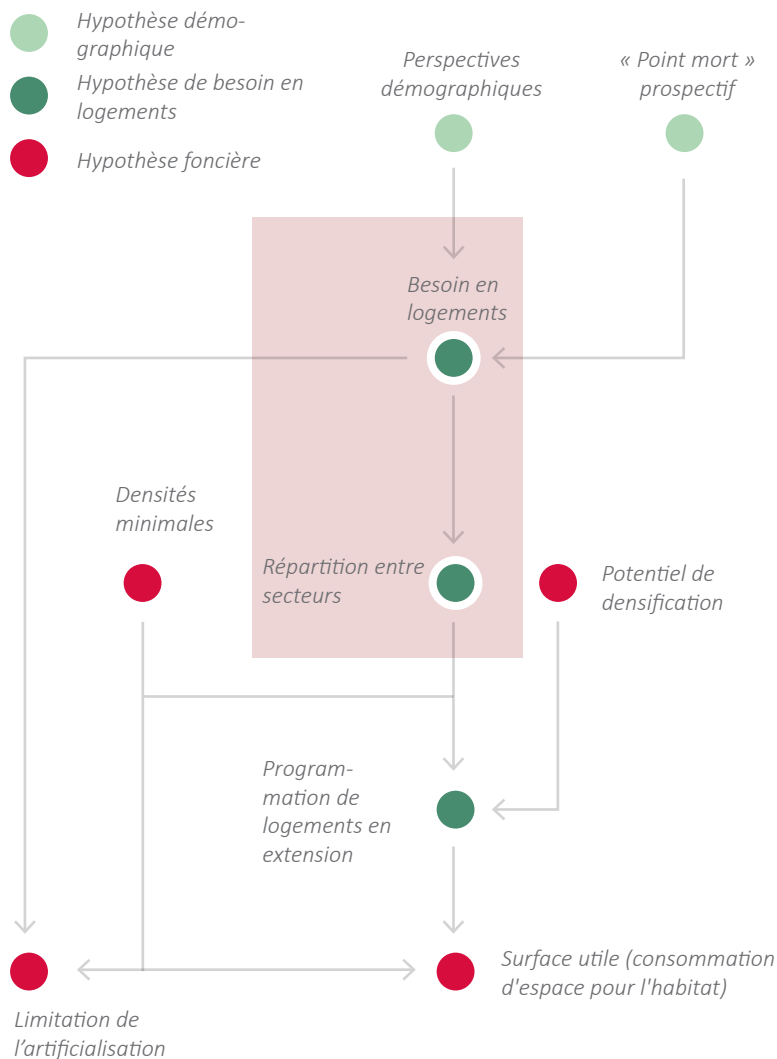 Hypothèse démo-
graphique
Hypothèse de besoin en
logements
Hypothèse foncière
Perspectives
démographiques
« Point mort »
prospectif
Besoin en
logements
Densités
minimales
Répartition entre
secteurs
Potentiel de
densification
Program-
mation de
logements en
extension
Surface utile (consommation
d'espace pour l'habitat)
Limitation de
l’artificialisation